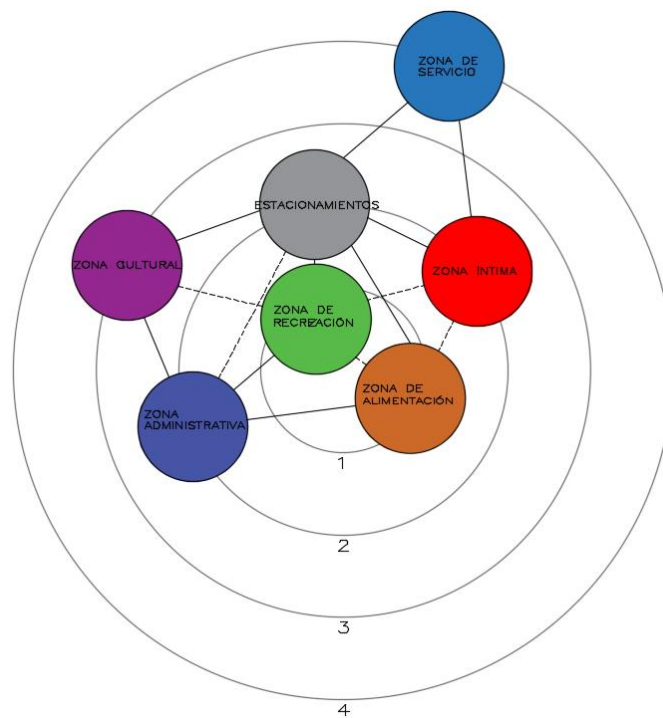 ZONA DE
SERVICIO
ESTACIONAMIENTOS
ZONA CULTURAL
ZONA ÍNTIMA
ZONA DE
RECREACIÓN
ZONA DE
ALIMENTACIÓN
ZONA
ADMINISTRATIVA
1
2
3
4